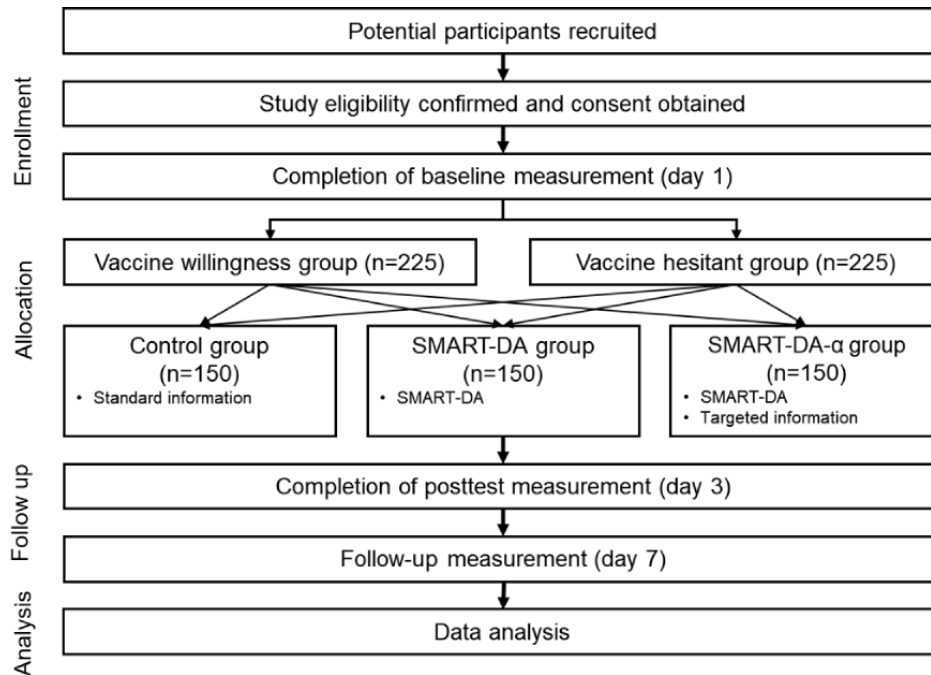 Enrollment
Potential participants recruited
Study eligibility confirmed and consent obtained
Completion of baseline measurement (day 1)
Allocation
Vaccine willingness group (n=225)
Vaccine hesitant group (n=225)
Control group
(n=150)
• Standard information
SMART-DA group
(n=150)
• SMART-DA
SMART-DA-α group
(n=150)
• SMART-DA
• Targeted information
Follow up
Completion of posttest measurement (day 3)
Follow-up measurement (day 7)
Analysis
Data analysis